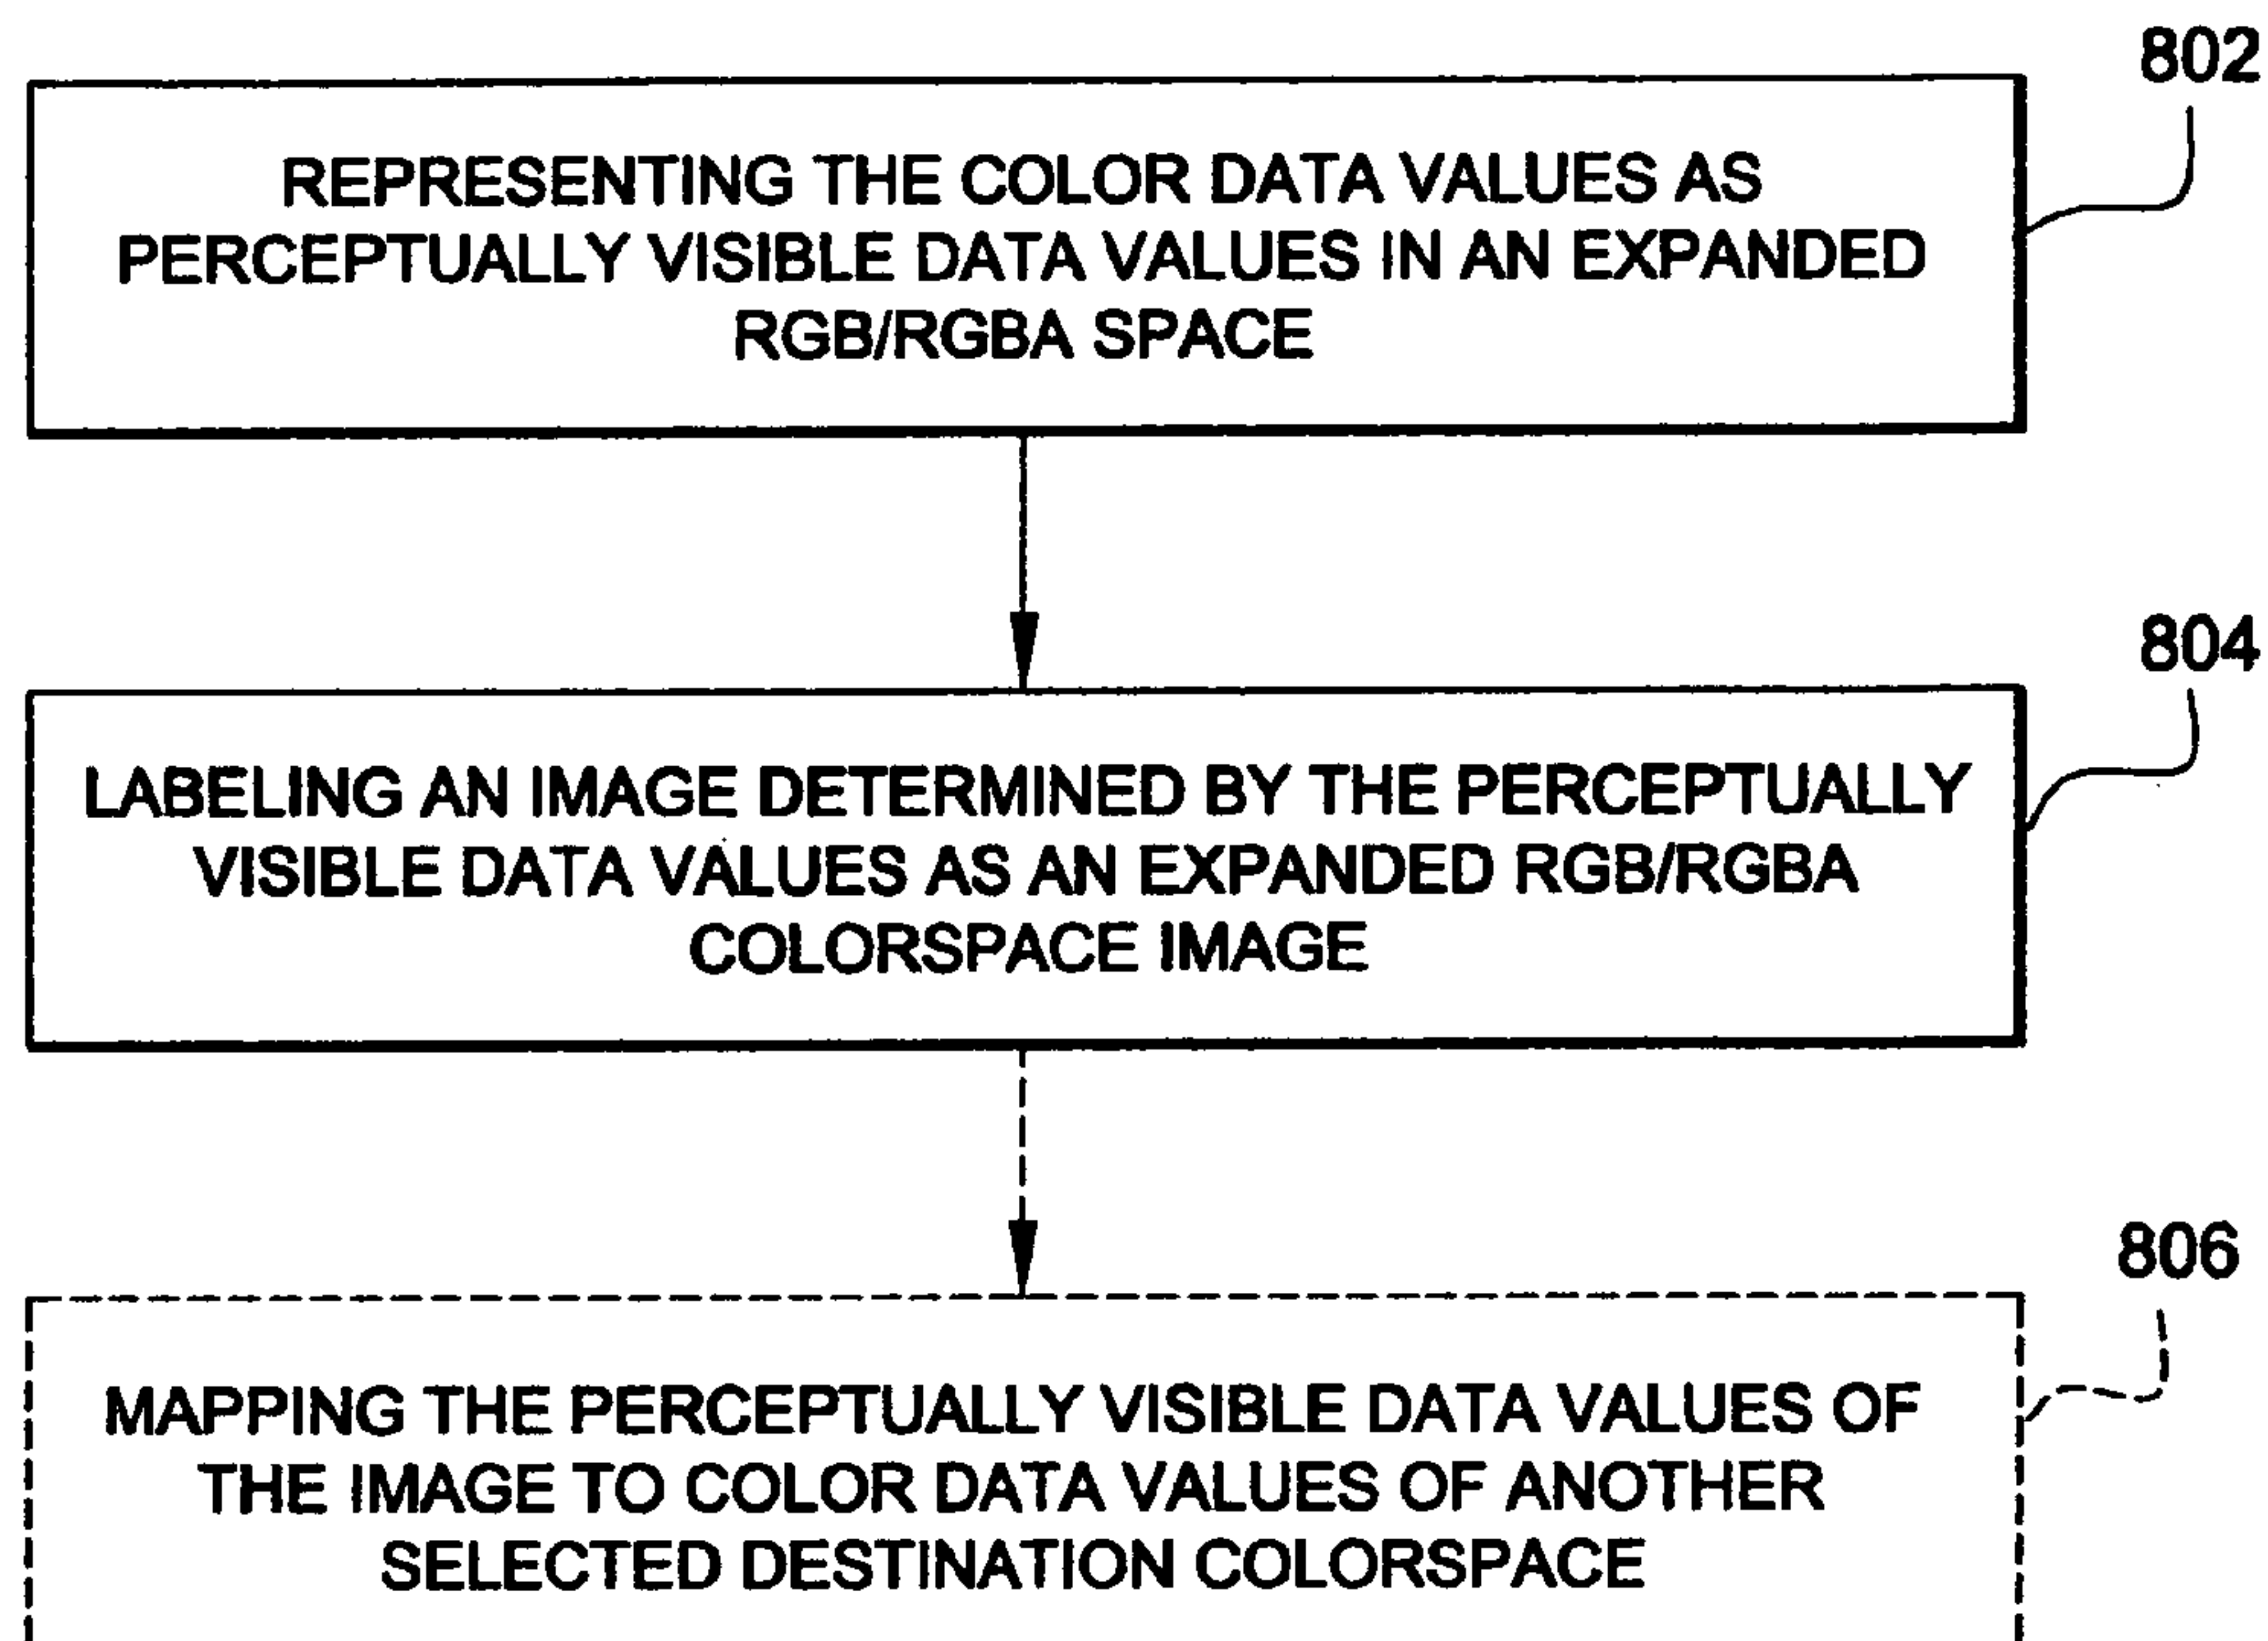 802
REPRESENTING THE COLOR DATA VALUES AS
PERCEPTUALLY VISIBLE DATA VALUES IN AN EXPANDED
RGB/RGBA SPACE
804
LABELING AN IMAGE DETERMINED BY THE PERCEPTUALLY
VISIBLE DATA VALUES AS AN EXPANDED RGB/RGBA
COLORSPACE IMAGE
806
MAPPING THE PERCEPTUALLY VISIBLE DATA VALUES OF
THE IMAGE TO COLOR DATA VALUES OF ANOTHER
SELECTED DESTINATION COLORSPACE